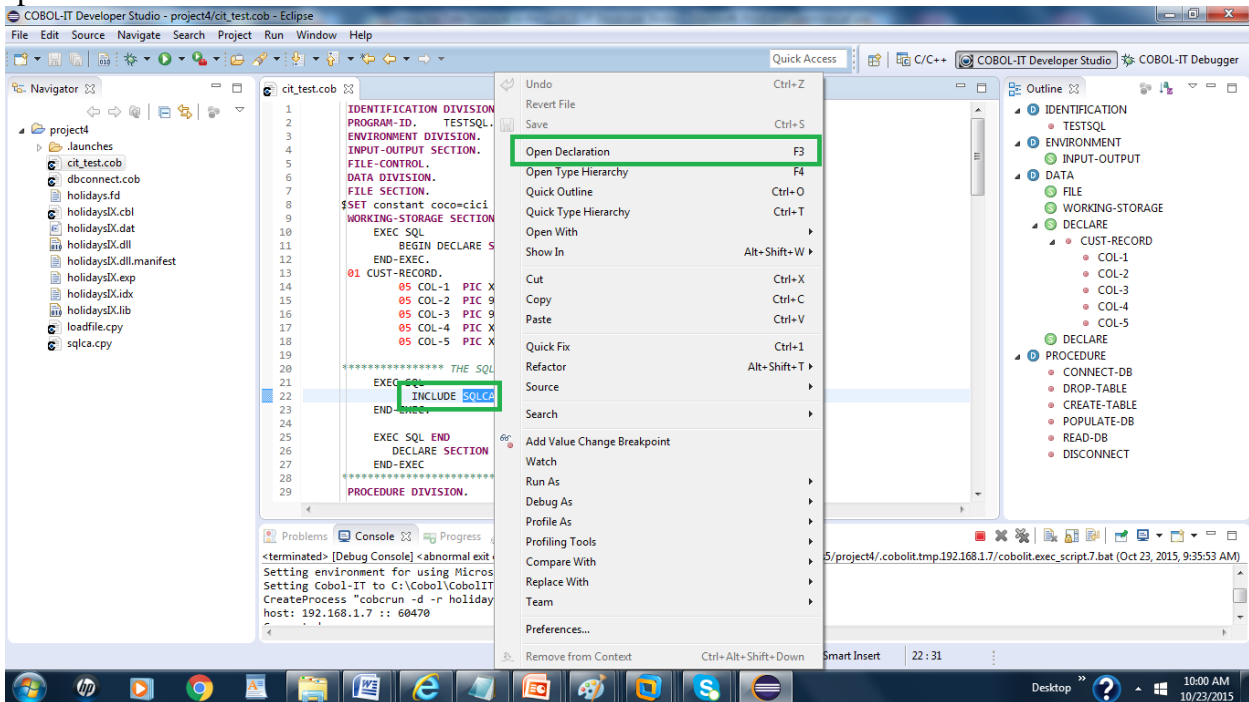 COBOL-IT Developer Studio - project4/cit_test.cob - Eclipse
File Edit Source Navigate Search Project Run Window Help
Quick Access
C/C++
COBOL-IT Developer Studio
COBOL-IT Debugger
Navigator
project4
.launches
cit_test.cob
dbconnect.cob
holidays.fd
holidaysIX.cbl
holidaysIX.dat
holidaysIX.dll
holidaysIX.dll.manifest
holidaysIX.exp
holidaysIX.idx
holidaysIX.lib
loadfile.cpy
sqlca.cpy
cit_test.cob
1 IDENTIFICATION DIVISION
2 PROGRAM-ID. TESTSQL.
3 ENVIRONMENT DIVISION.
4 INPUT-OUTPUT SECTION.
5 FILE-CONTROL.
6 DATA DIVISION.
7 FILE SECTION.
8 $SET constant coco=cici
9 WORKING-STORAGE SECTION
10 EXEC SQL
11 BEGIN DECLARE S
12 END-EXEC.
13 01 CUST-RECORD.
14 05 COL-1 PIC X
15 05 COL-2 PIC 9
16 05 COL-3 PIC 9
17 05 COL-4 PIC X
18 05 COL-5 PIC X
19
20 **************** THE SQL
21 EXEC SQL
22 INCLUDE SQLCA
23 END-EXEC.
24
25 EXEC SQL END
26 DECLARE SECTION
27 END-EXEC
28 ************************
29 PROCEDURE DIVISION.
Undo Ctrl+Z
Revert File
Save Ctrl+S
Open Declaration F3
Open Type Hierarchy F4
Quick Outline Ctrl+O
Quick Type Hierarchy Ctrl+T
Open With
Show In Alt+Shift+W
Cut Ctrl+X
Copy Ctrl+C
Paste Ctrl+V
Quick Fix Ctrl+1
Refactor Alt+Shift+T
Source
Search
Add Value Change Breakpoint
Watch
Run As
Debug As
Profile As
Profiling Tools
Compare With
Replace With
Team
Preferences...
Remove from Context Ctrl+Alt+Shift+Down
Outline
IDENTIFICATION
TESTSQL
ENVIRONMENT
INPUT-OUTPUT
DATA
FILE
WORKING-STORAGE
DECLARE
CUST-RECORD
COL-1
COL-2
COL-3
COL-4
COL-5
DECLARE
PROCEDURE
CONNECT-DB
DROP-TABLE
CREATE-TABLE
POPULATE-DB
READ-DB
DISCONNECT
Problems Console Progress
<terminated> [Debug Console] <abnormal exit 5/project4/.cobolit.tmp.192.168.1.7/cobolit.exec_script.7.bat (Oct 23, 2015, 9:35:53 AM)
Setting environment for using Micros
Setting Cobol-IT to C:\Cobol\CobolIT
CreateProcess "cobcrun -d -r holiday
host: 192.168.1.7 :: 60470
Smart Insert 22 : 31
Desktop
10:00 AM
10/23/2015